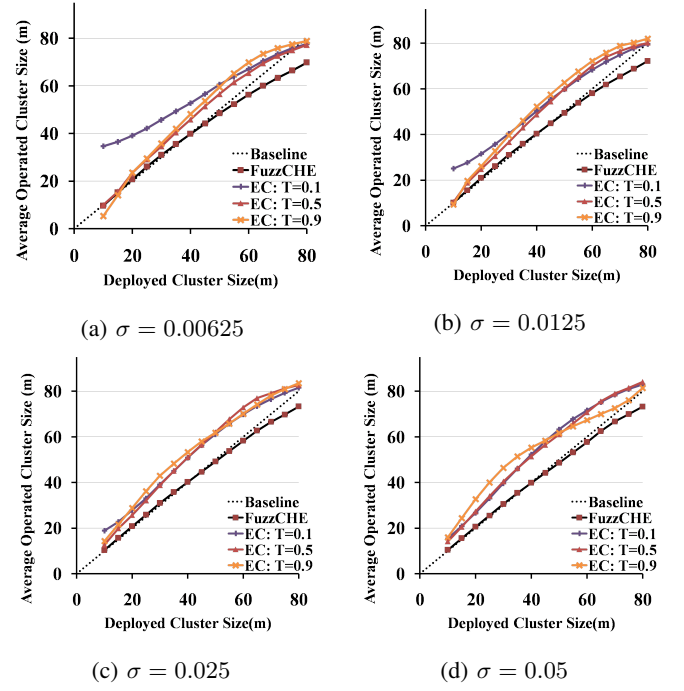 Average Operated Cluster Size (m)
80
60
40
20
0
Baseline
FuzzCHE
EC: T=0.1
EC: T=0.5
EC: T=0.9
0 20 40 60 80
Deployed Cluster Size(m)
(a) σ = 0.00625
Average Operated Cluster Size (m)
80
60
40
20
0
Baseline
FuzzCHE
EC: T=0.1
EC: T=0.5
EC: T=0.9
0 20 40 60 80
Deployed Cluster Size(m)
(b) σ = 0.0125
Average Operated Cluster Size (m)
80
60
40
20
0
Baseline
FuzzCHE
EC: T=0.1
EC: T=0.5
EC: T=0.9
0 20 40 60 80
Deployed Cluster Size(m)
(c) σ = 0.025
Average Operated Cluster Size (m)
80
60
40
20
0
Baseline
FuzzCHE
EC: T=0.1
EC: T=0.5
EC: T=0.9
0 20 40 60 80
Deployed Cluster Size(m)
(d) σ = 0.05